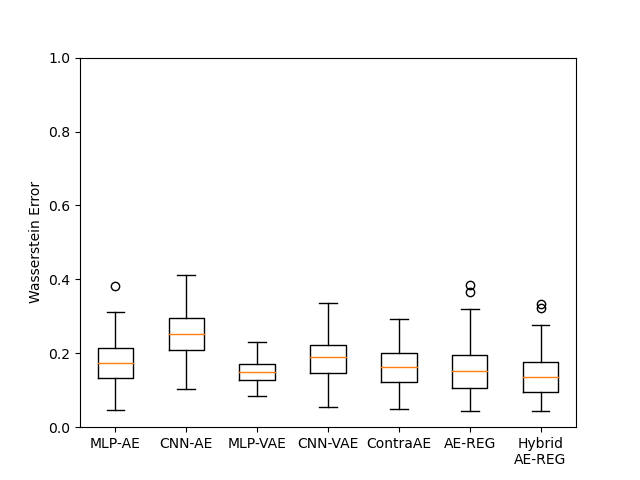 1.0
0.8
0.6
0.4
0.2
0.0
Wasserstein Error
MLP-AE CNN-AE MLP-VAE CNN-VAE ContraAE AE-REG Hybrid
AE-REG